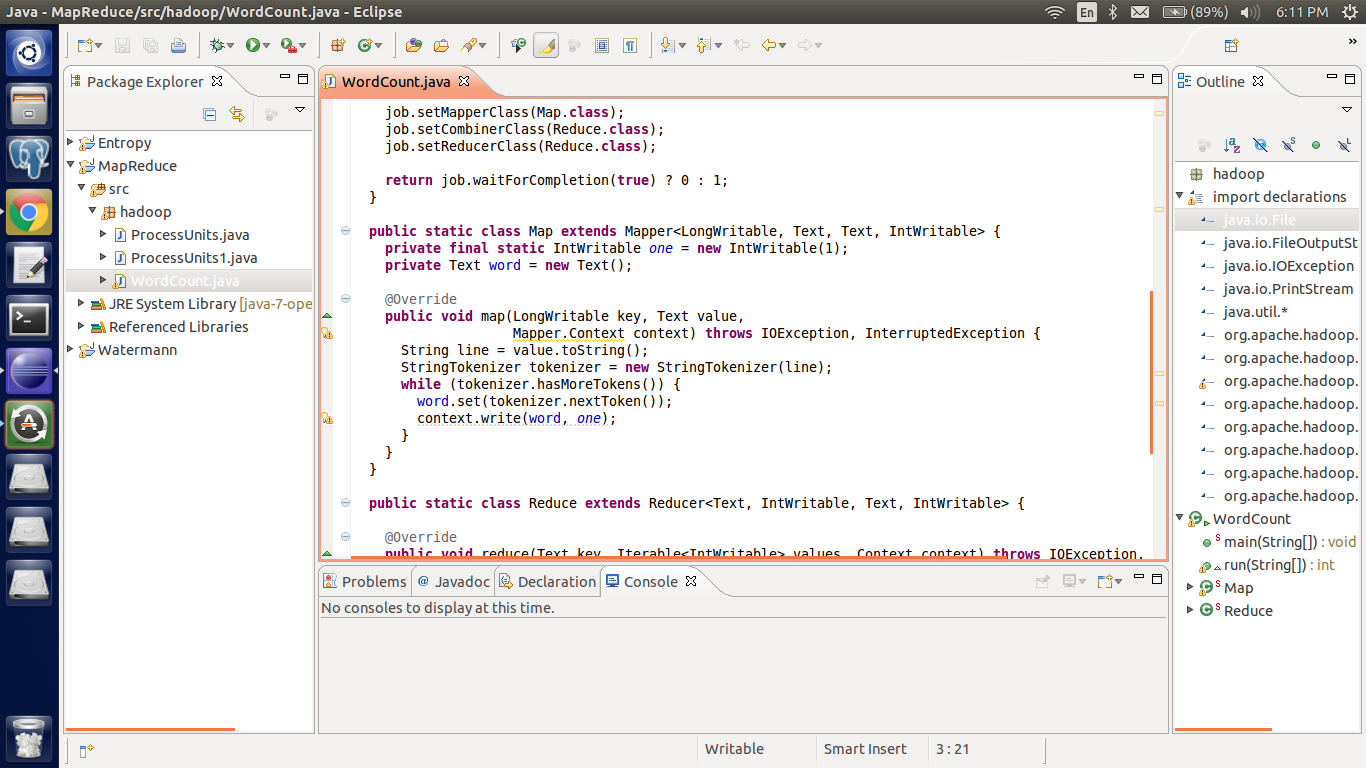 Java - MapReduce/src/hadoop/WordCount.java - Eclipse
En
(89%)
6:11 PM
Package Explorer
Entropy
MapReduce
src
hadoop
ProcessUnits.java
ProcessUnits1.java
WordCount.java
JRE System Library [java-7-ope
Referenced Libraries
Watermann
WordCount.java
job.setMapperClass(Map.class);
job.setCombinerClass(Reduce.class);
job.setReducerClass(Reduce.class);
return job.waitForCompletion(true) ? 0 : 1;
}
public static class Map extends Mapper<LongWritable, Text, Text, IntWritable> {
private final static IntWritable one = new IntWritable(1);
private Text word = new Text();
@Override
public void map(LongWritable key, Text value,
Mapper.Context context) throws IOException, InterruptedException {
String line = value.toString();
StringTokenizer tokenizer = new StringTokenizer(line);
while (tokenizer.hasMoreTokens()) {
word.set(tokenizer.nextToken());
context.write(word, one);
}
}
}
public static class Reduce extends Reducer<Text, IntWritable, Text, IntWritable> {
@Override
public void reduce(Text key, Iterable<IntWritable> values, Context context) throws IOException,
Problems
@ Javadoc
Declaration
Console
No consoles to display at this time.
Outline
hadoop
import declarations
java.io.File
java.io.FileOutputSt
java.io.IOException
java.io.PrintStream
java.util.*
org.apache.hadoop.
org.apache.hadoop.
org.apache.hadoop.
org.apache.hadoop.
org.apache.hadoop.
org.apache.hadoop.
org.apache.hadoop.
org.apache.hadoop.
WordCount
main(String[]) : void
run(String[]) : int
Map
Reduce
Writable
Smart Insert
3 : 21